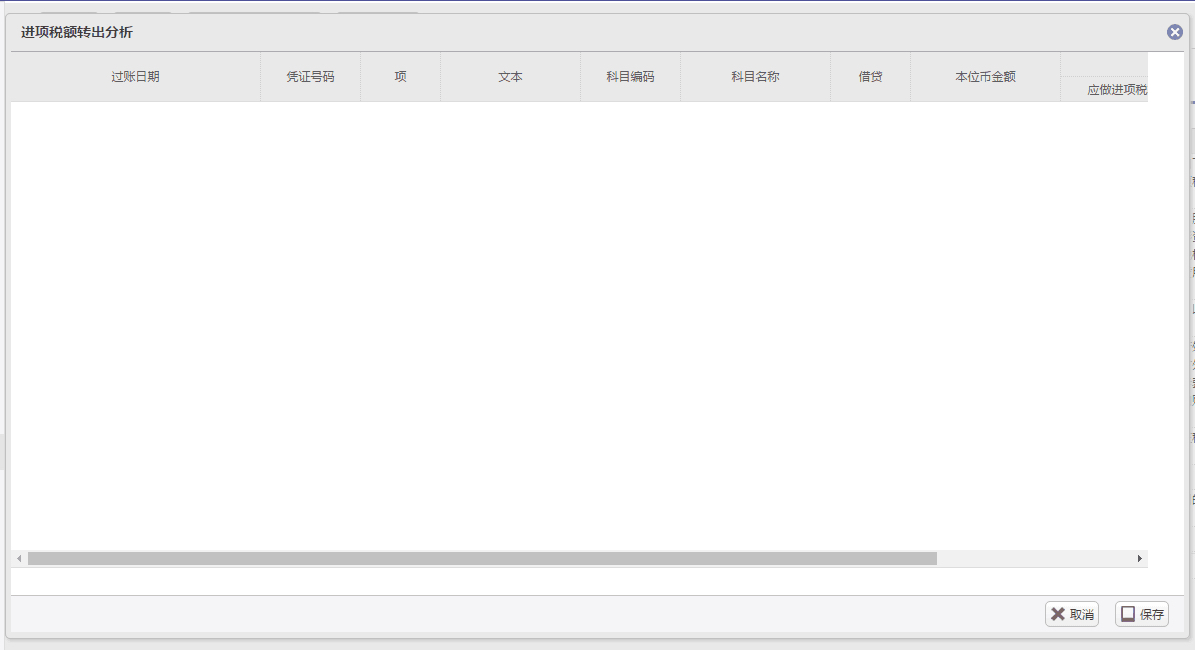 进项税额转出分析
过账日期 凭证号码 项 文本 科目编码 科目名称 借贷 本位币金额
应做进项税
取消 保存